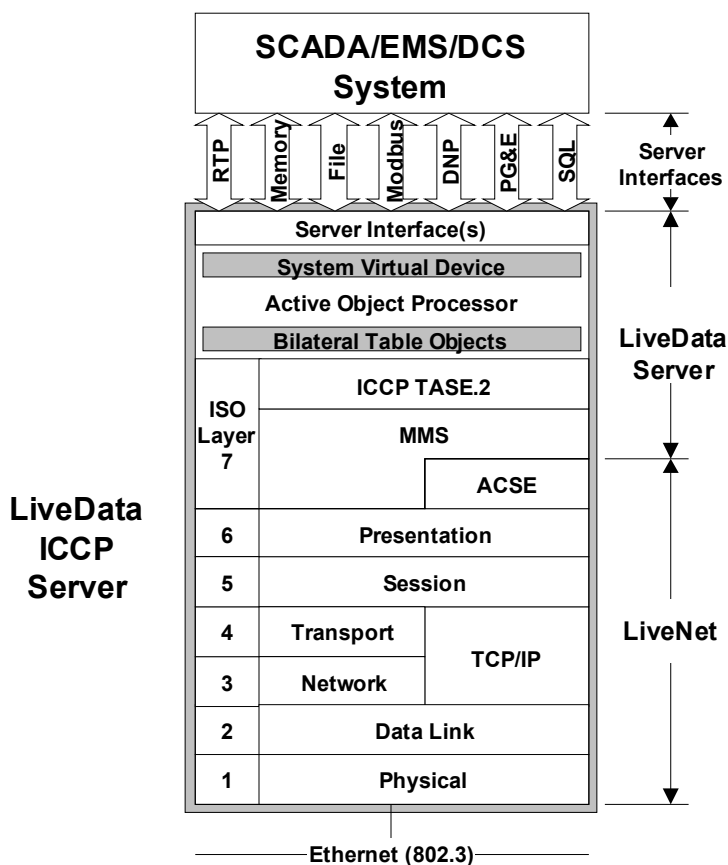 SCADA/EMS/DCS
System
RTP
Memory
File
Modbus
DNP
PG&E
SQL
Server
Interfaces
Server Interface(s)
System Virtual Device
Active Object Processor
Bilateral Table Objects
LiveData
Server
ISO
Layer
7
ICCP TASE.2
MMS
ACSE
LiveData
ICCP
Server
6
Presentation
5
Session
4
Transport
TCP/IP
LiveNet
3
Network
2
Data Link
1
Physical
Ethernet (802.3)